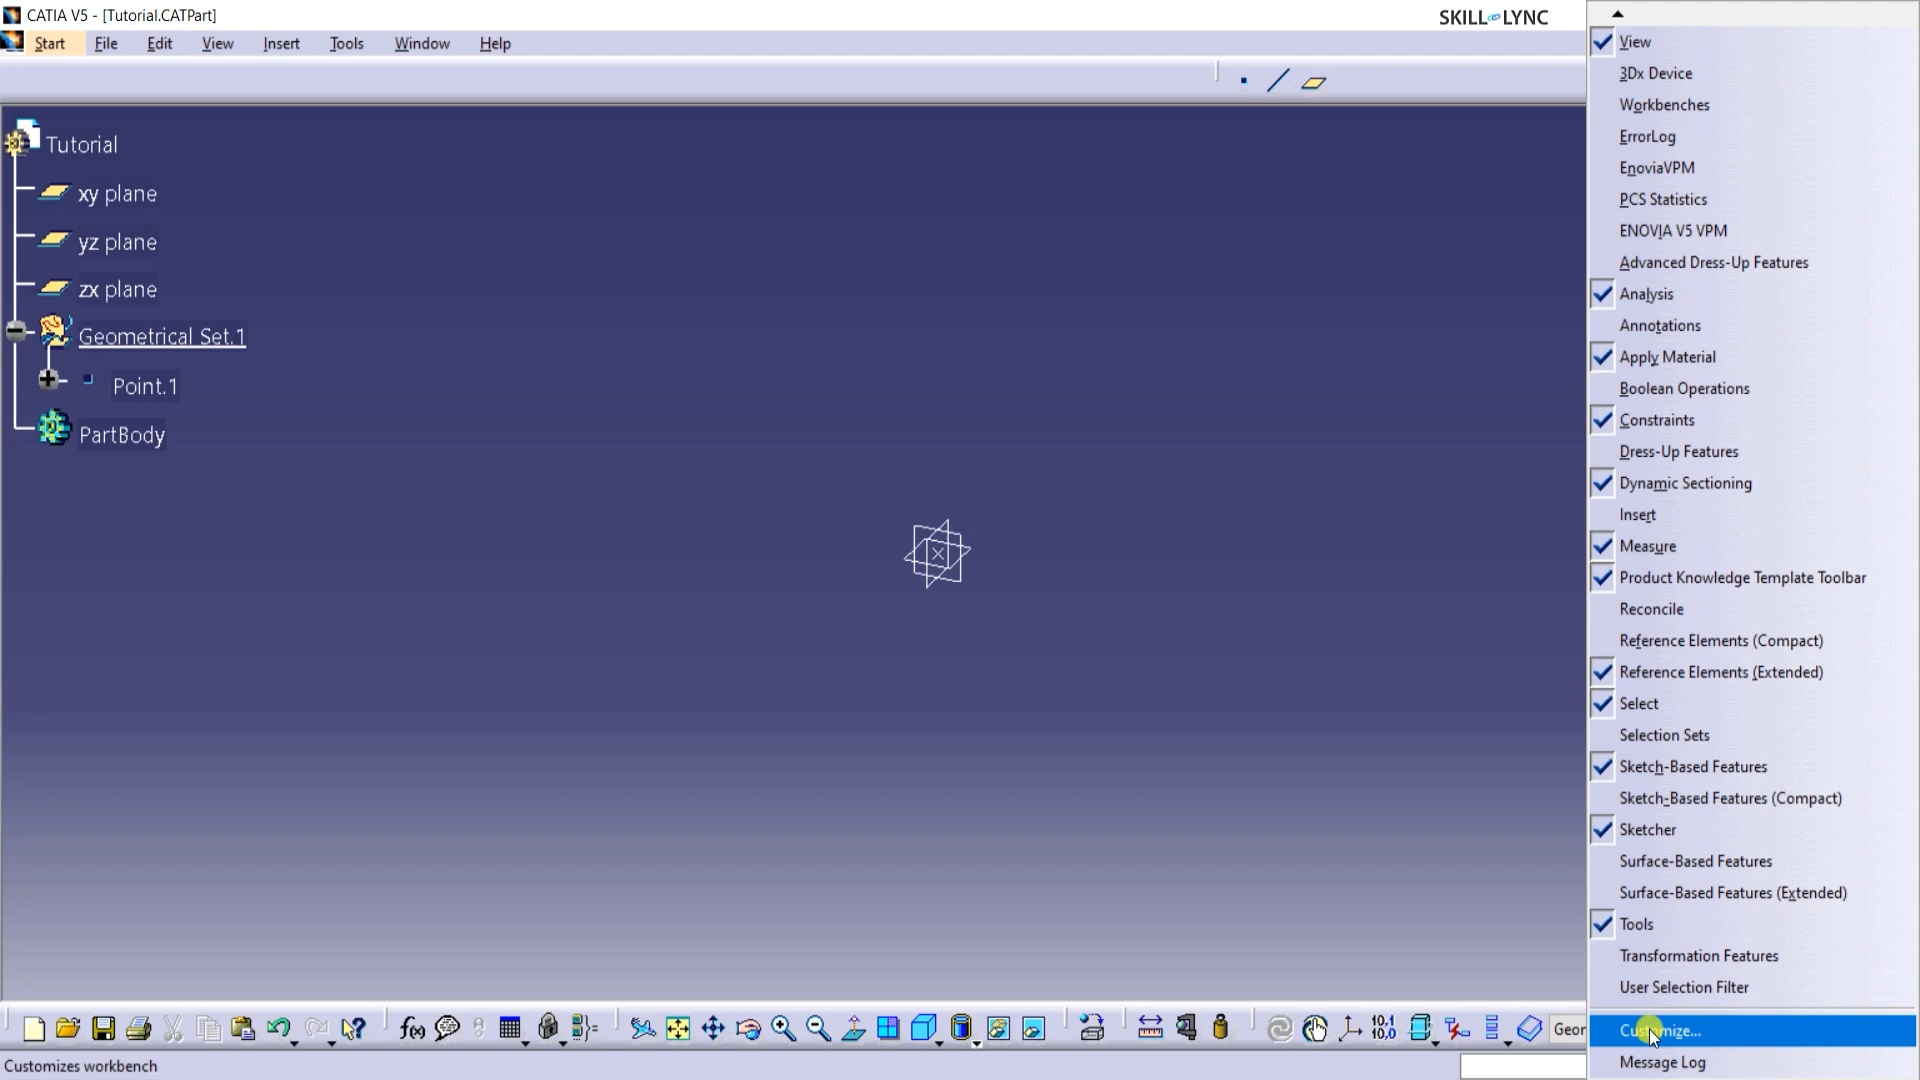 CATIA V5 - [Tutorial.CATPart]
SKILL LYNC
Start File Edit View Insert Tools Window Help
Tutorial
xy plane
yz plane
zx plane
Geometrical Set.1
Point.1
PartBody
View
3Dx Device
Workbenches
ErrorLog
EnoviaVPM
PCS Statistics
ENOVIA V5 VPM
Advanced Dress-Up Features
Analysis
Annotations
Apply Material
Boolean Operations
Constraints
Dress-Up Features
Dynamic Sectioning
Insert
Measure
Product Knowledge Template Toolbar
Reconcile
Reference Elements (Compact)
Reference Elements (Extended)
Select
Selection Sets
Sketch-Based Features
Sketch-Based Features (Compact)
Sketcher
Surface-Based Features
Surface-Based Features (Extended)
Tools
Transformation Features
User Selection Filter
Customize...
Message Log
f(x)
10,1
10,0
Geor
Customizes workbench